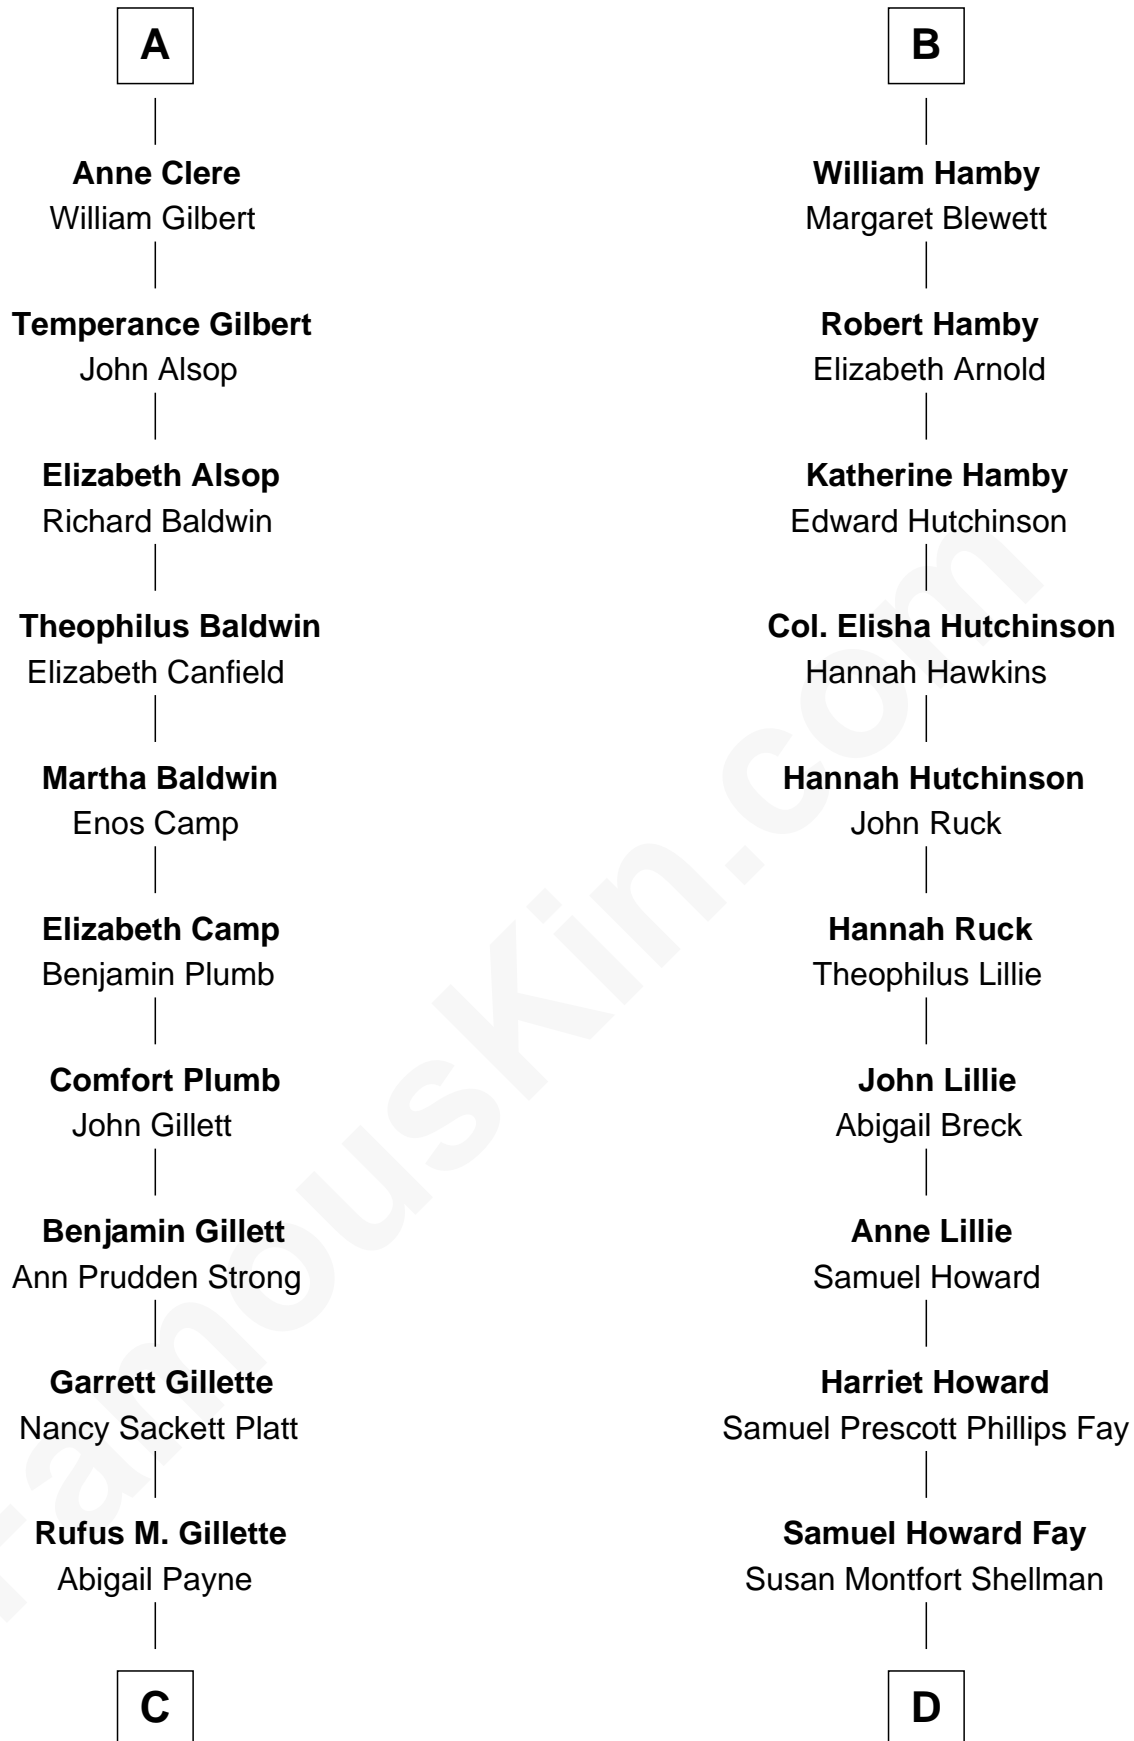 A
Anne Clere
William Gilbert
Temperance Gilbert
John Alsop
Elizabeth Alsop
Richard Baldwin
Theophilus Baldwin
Elizabeth Canfield
Martha Baldwin
Enos Camp
Elizabeth Camp
Benjamin Plumb
Comfort Plumb
John Gillett
Benjamin Gillett
Ann Prudden Strong
Garrett Gillette
Nancy Sackett Platt
Rufus M. Gillette
Abigail Payne
C
B
William Hamby
Margaret Blewett
Robert Hamby
Elizabeth Arnold
Katherine Hamby
Edward Hutchinson
Col. Elisha Hutchinson
Hannah Hawkins
Hannah Hutchinson
John Ruck
Hannah Ruck
Theophilus Lillie
John Lillie
Abigail Breck
Anne Lillie
Samuel Howard
Harriet Howard
Samuel Prescott Phillips Fay
Samuel Howard Fay
Susan Montfort Shellman
D
FamousKin.com